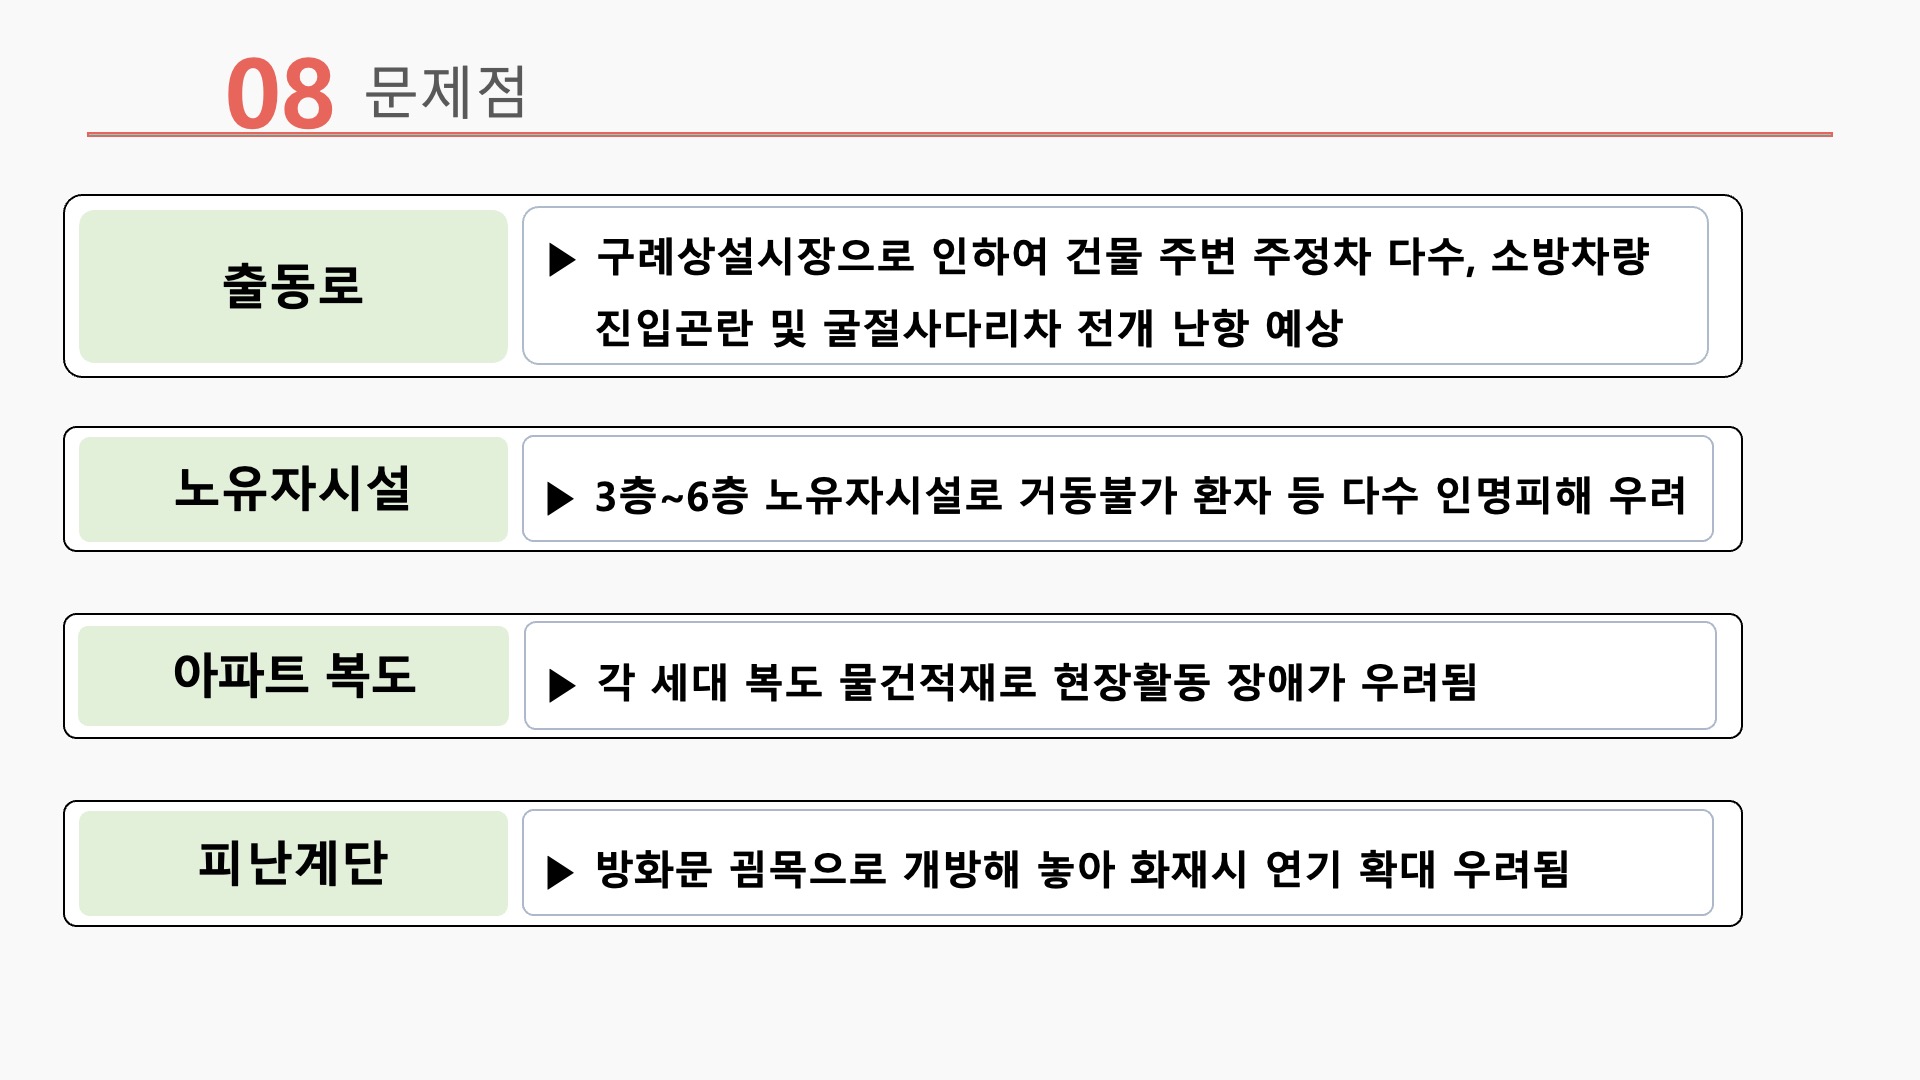 08 문제점
출동로
▶ 구례상설시장으로 인하여 건물 주변 주정차 다수, 소방차량
진입곤란 및 굴절사다리차 전개 난항 예상
노유자시설
▶ 3층~6층 노유자시설로 거동불가 환자 등 다수 인명피해 우려
아파트 복도
▶ 각 세대 복도 물건적재로 현장활동 장애가 우려됨
피난계단
▶ 방화문 굄목으로 개방해 놓아 화재시 연기 확대 우려됨